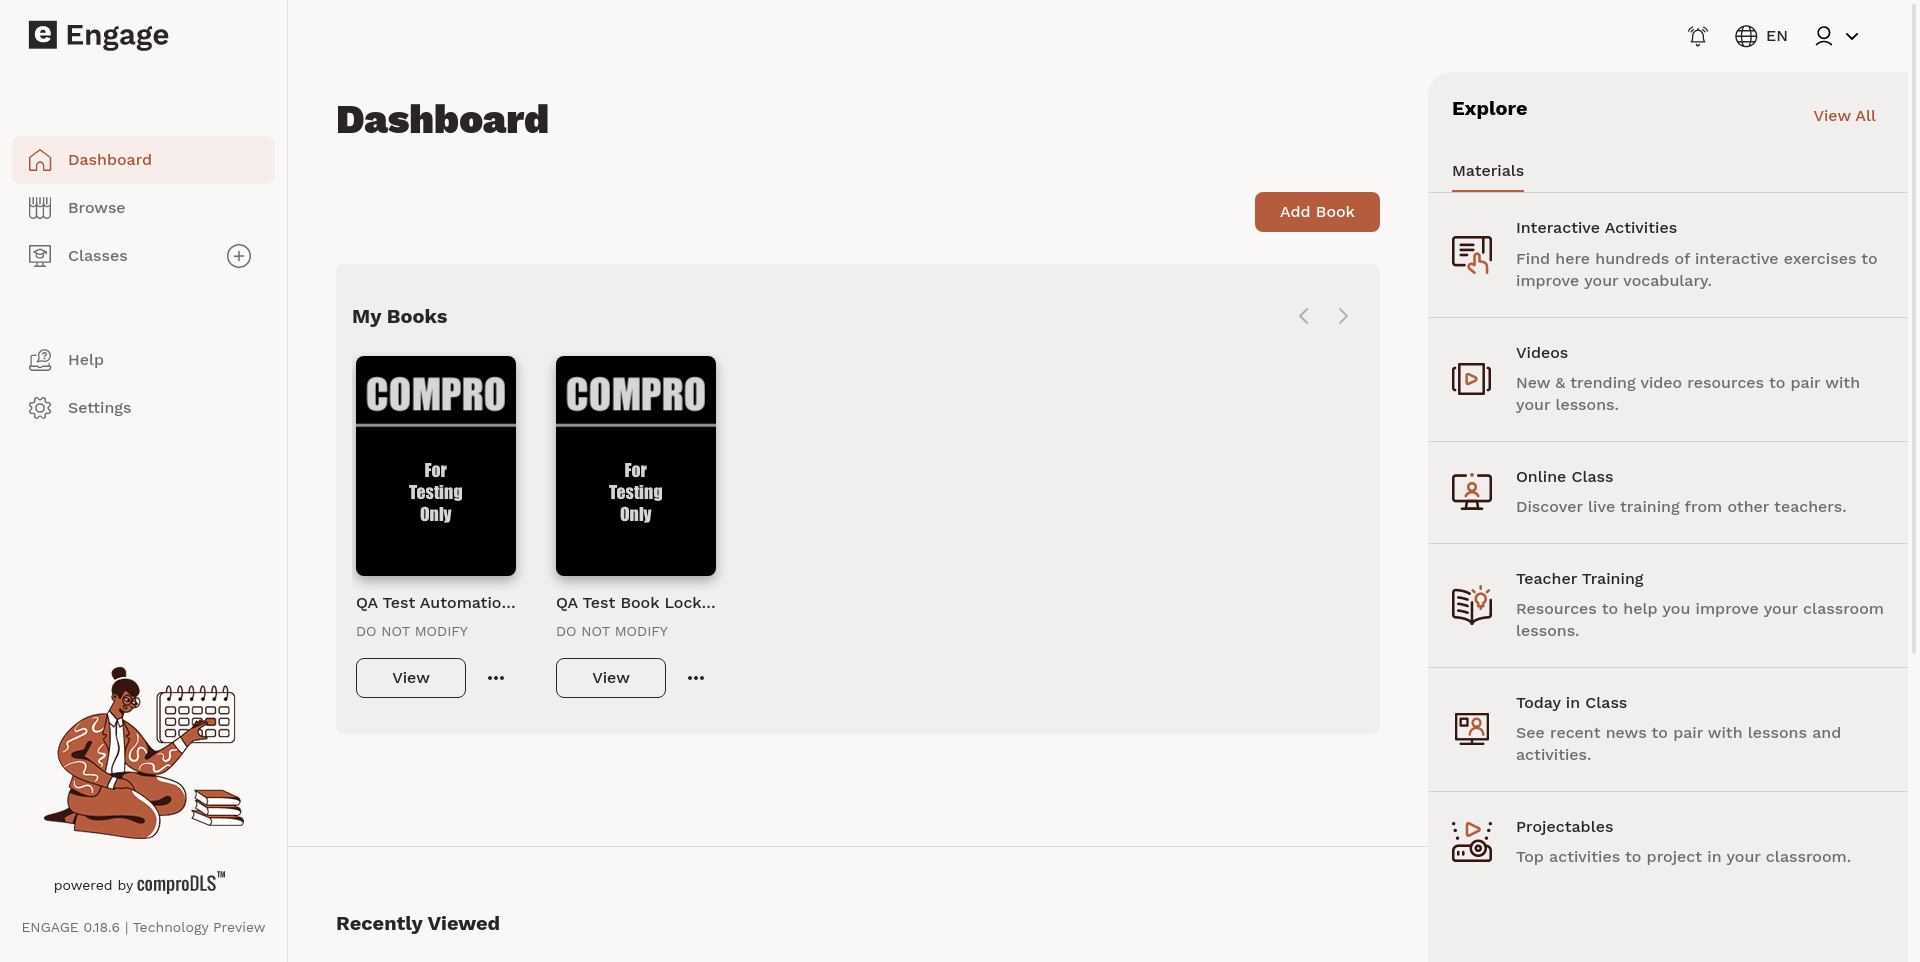 e Engage
EN
Dashboard
Browse
Classes
Help
Settings
powered by comproDLS™
ENGAGE 0.18.6 | Technology Preview
Dashboard
Add Book
My Books
COMPRO
For
Testing
Only
QA Test Automatio...
DO NOT MODIFY
View
COMPRO
For
Testing
Only
QA Test Book Lock...
DO NOT MODIFY
View
Recently Viewed
Explore
View All
Materials
Interactive Activities
Find here hundreds of interactive exercises to
improve your vocabulary.
Videos
New & trending video resources to pair with
your lessons.
Online Class
Discover live training from other teachers.
Teacher Training
Resources to help you improve your classroom
lessons.
Today in Class
See recent news to pair with lessons and
activities.
Projectables
Top activities to project in your classroom.